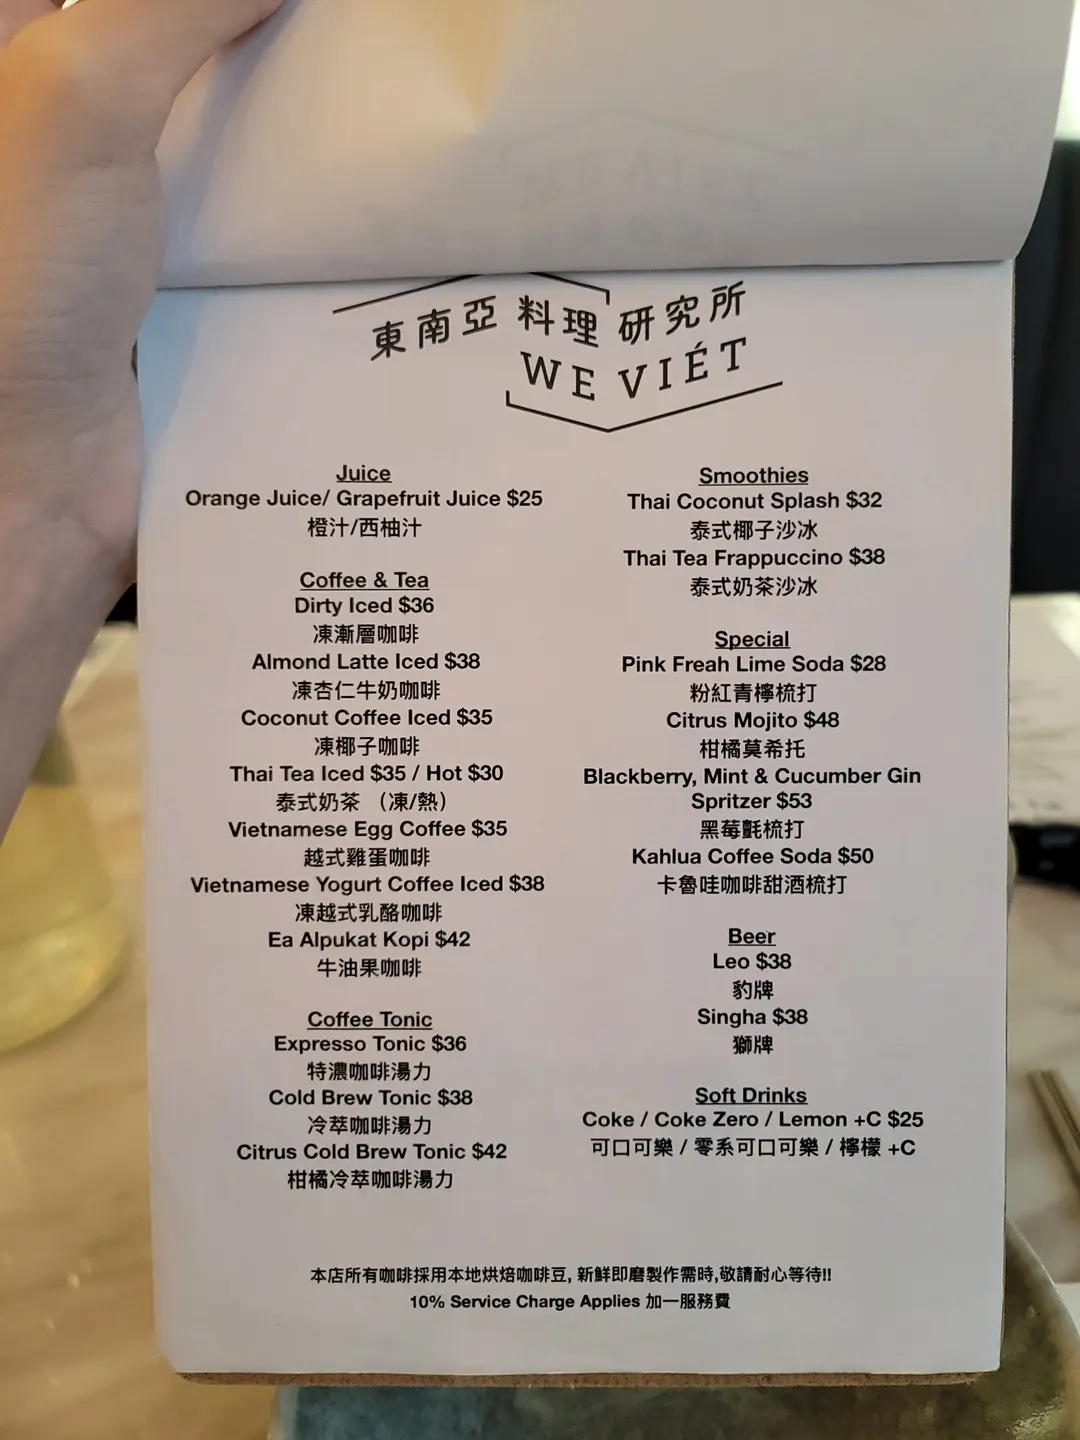 東南亞料理研究所
WE VIÉT
Juice
Orange Juice/ Grapefruit Juice $25
橙汁/西柚汁
Coffee & Tea
Dirty Iced $36
凍漸層咖啡
Almond Latte Iced $38
凍杏仁牛奶咖啡
Coconut Coffee Iced $35
凍椰子咖啡
Thai Tea Iced $35 / Hot $30
泰式奶茶 （凍/熱）
Vietnamese Egg Coffee $35
越式雞蛋咖啡
Vietnamese Yogurt Coffee Iced $38
凍越式乳酪咖啡
Ea Alpukat Kopi $42
牛油果咖啡
Coffee Tonic
Expresso Tonic $36
特濃咖啡湯力
Cold Brew Tonic $38
冷萃咖啡湯力
Citrus Cold Brew Tonic $42
柑橘冷萃咖啡湯力
Smoothies
Thai Coconut Splash $32
泰式椰子沙冰
Thai Tea Frappuccino $38
泰式奶茶沙冰
Special
Pink Freah Lime Soda $28
粉紅青檸梳打
Citrus Mojito $48
柑橘莫希托
Blackberry, Mint & Cucumber Gin
Spritzer $53
黑莓氈梳打
Kahlua Coffee Soda $50
卡魯哇咖啡甜酒梳打
Beer
Leo $38
豹牌
Singha $38
獅牌
Soft Drinks
Coke / Coke Zero / Lemon +C $25
可口可樂 / 零系可口可樂 / 檸檬 +C
本店所有咖啡採用本地烘焙咖啡豆, 新鮮即磨製作需時,敬請耐心等待!!
10% Service Charge Applies 加一服務費